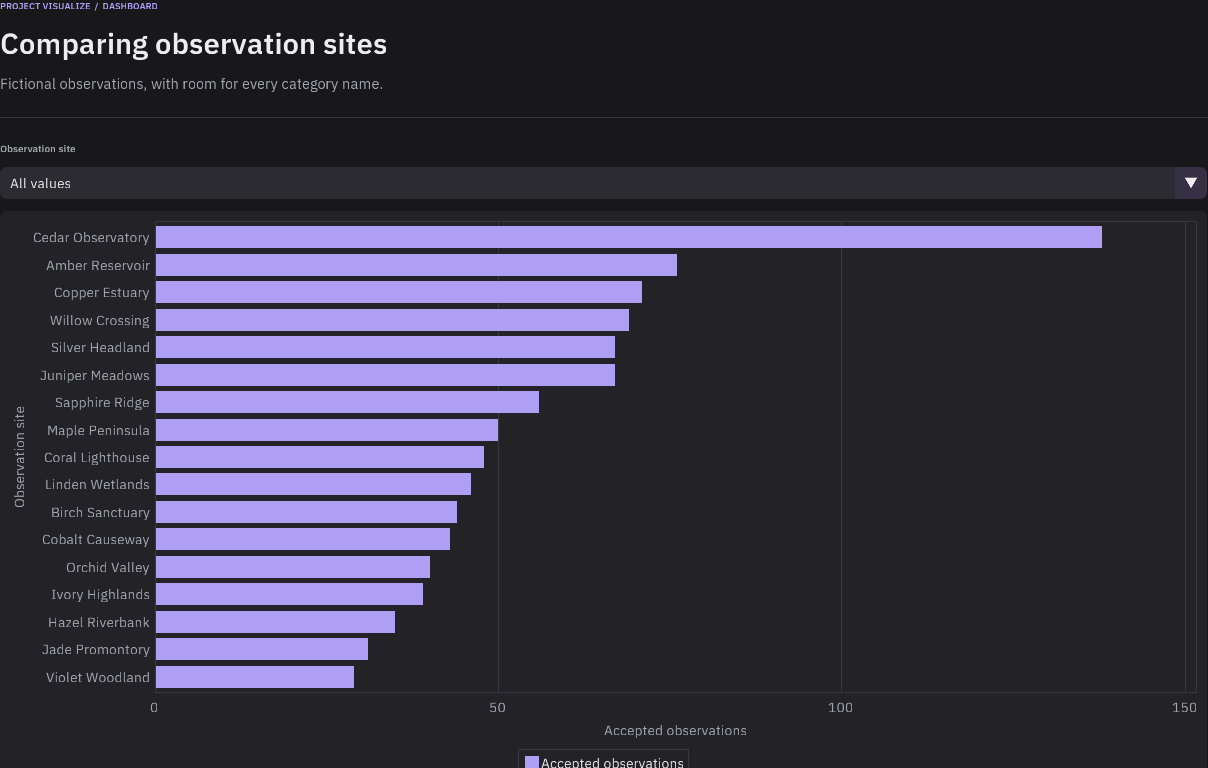 PROJECT VISUALIZE / DASHBOARD
Comparing observation sites
Fictional observations, with room for every category name.
Observation site
All values
Observation site
Cedar Observatory
Amber Reservoir
Copper Estuary
Willow Crossing
Silver Headland
Juniper Meadows
Sapphire Ridge
Maple Peninsula
Coral Lighthouse
Linden Wetlands
Birch Sanctuary
Cobalt Causeway
Orchid Valley
Ivory Highlands
Hazel Riverbank
Jade Promontory
Violet Woodland
0 50 100 150
Accepted observations
Accepted observations